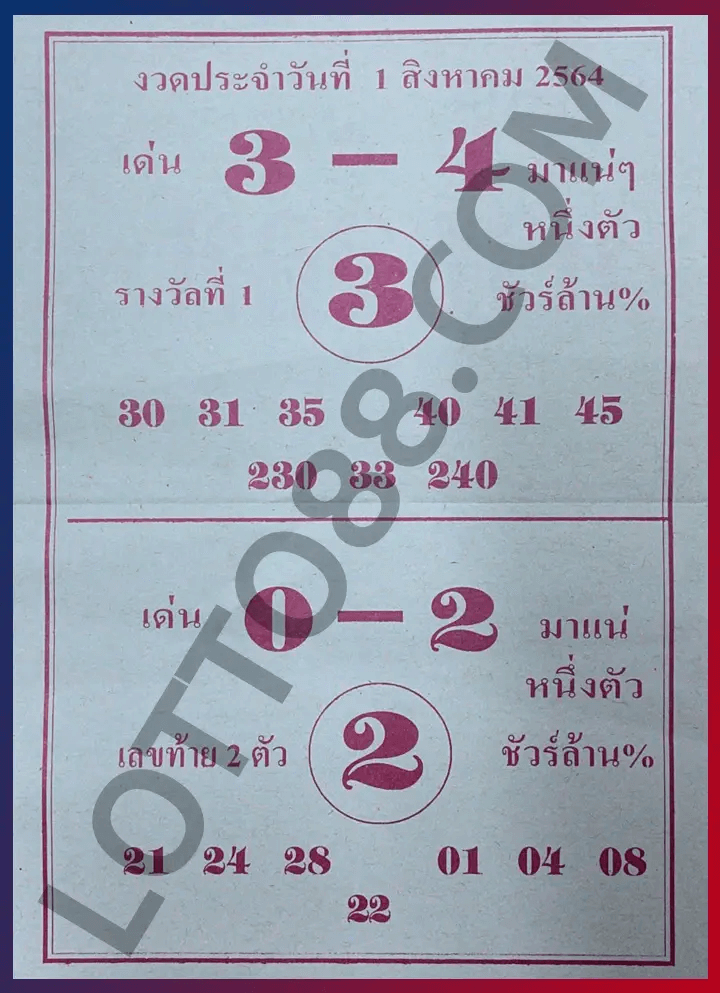 งวดประจำวันที่ 1 สิงหาคม 2564
เด่น 3 – 4 มาแน่ๆ
หนึ่งตัว
รางวัลที่ 1 3 ชัวร์ล้าน%
30 31 35 40 41 45
230 33 240
เด่น 0 – 2 มาแน่
หนึ่งตัว
เลขท้าย 2 ตัว 2 ชัวร์ล้าน%
21 24 28 01 04 08
22
LOTTO88.COM